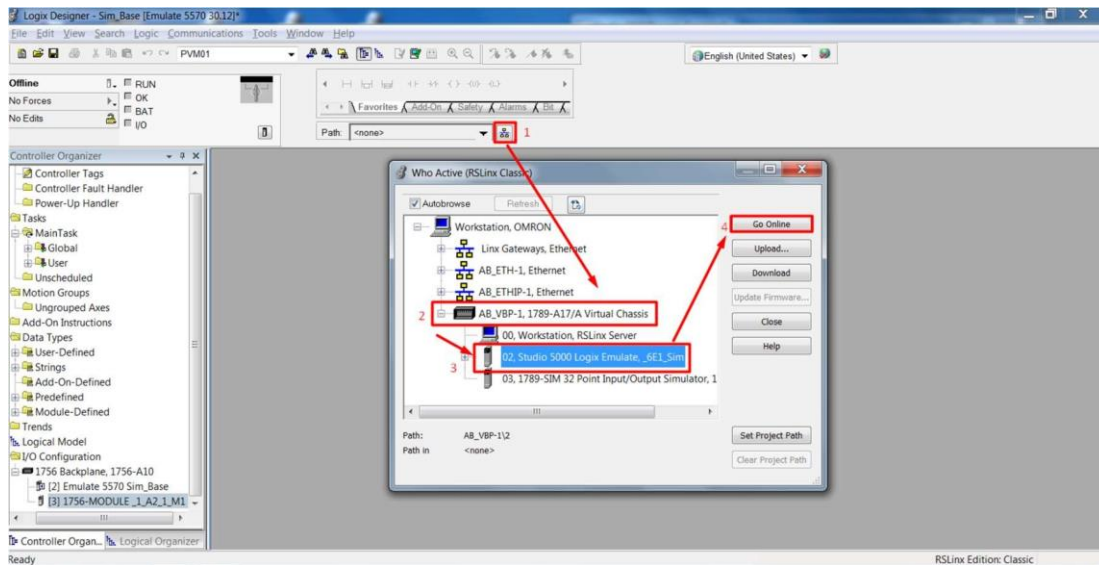 Logix Designer - Sim_Base [Emulate 5570 30.12]*
File Edit View Search Logic Communications Tools Window Help
PVM01
English (United States)
Offline
RUN
No Forces
OK
BAT
No Edits
I/O
Favorites Add-On Safety Alarms Bit
Path: <none>
1
Controller Organizer
Controller Tags
Controller Fault Handler
Power-Up Handler
Tasks
MainTask
Global
User
Unscheduled
Motion Groups
Ungrouped Axes
Add-On Instructions
Data Types
User-Defined
Strings
Add-On-Defined
Predefined
Module-Defined
Trends
Logical Model
I/O Configuration
1756 Backplane, 1756-A10
[2] Emulate 5570 Sim_Base
[3] 1756-MODULE _1_A2_1_M1
Controller Organ... Logical Organizer
Who Active (RSLinx Classic)
Autobrowse Refresh
Workstation, OMRON
Linx Gateways, Ethernet
AB_ETH-1, Ethernet
AB_ETHIP-1, Ethernet
2 AB_VBP-1, 1789-A17/A Virtual Chassis
00, Workstation, RSLinx Server
3 02, Studio 5000 Logix Emulate, _6E1_Sim
03, 1789-SIM 32 Point Input/Output Simulator, 1
4 Go Online
Upload...
Download
Update Firmware...
Close
Help
Path: AB_VBP-1\2
Path in <none>
Set Project Path
Clear Project Path
Ready
RSLinx Edition: Classic